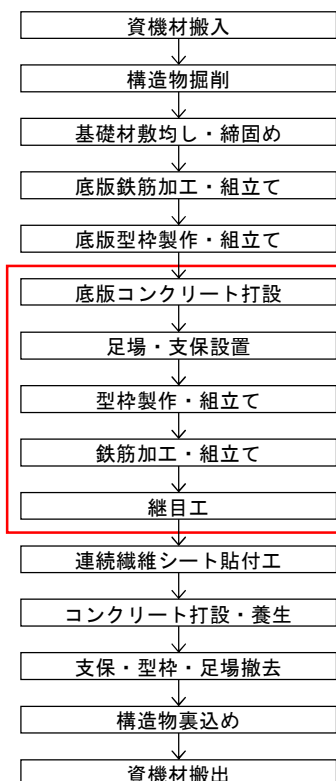 資機材搬入
構造物掘削
基礎材敷均し・締固め
底版鉄筋加工・組立て
底版型枠製作・組立て
底版コンクリート打設
足場・支保設置
型枠製作・組立て
鉄筋加工・組立て
継目工
連続繊維シート貼付工
コンクリート打設・養生
支保・型枠・足場撤去
構造物裏込め
資機材搬出